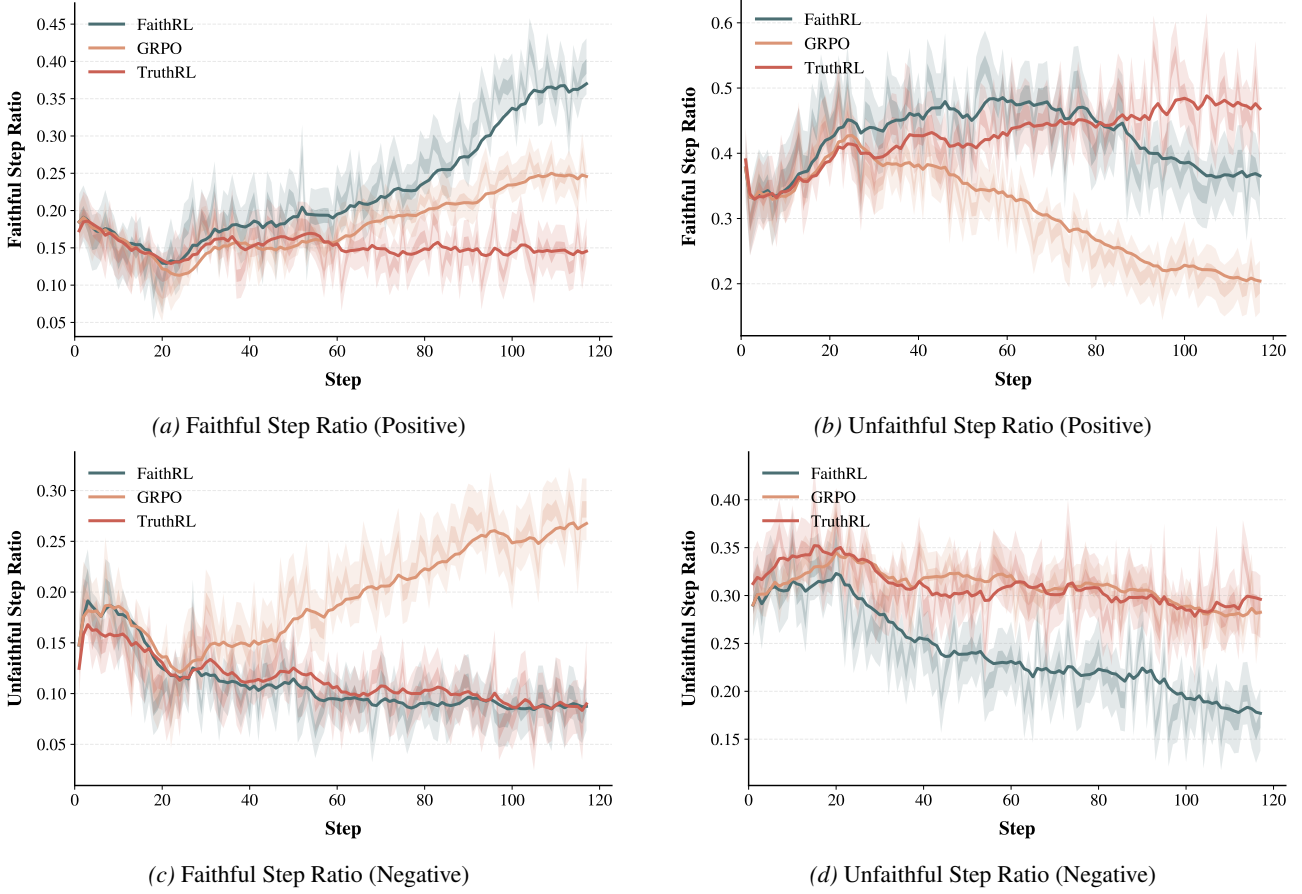 Faithful Step Ratio
0.45
0.40
0.35
0.30
0.25
0.20
0.15
0.10
0.05
FaithRL
GRPO
TruthRL
0 20 40 60 80 100 120
Step
(a) Faithful Step Ratio (Positive)
Faithful Step Ratio
0.6
0.5
0.4
0.3
0.2
FaithRL
GRPO
TruthRL
0 20 40 60 80 100 120
Step
(b) Unfaithful Step Ratio (Positive)
Unfaithful Step Ratio
0.30
0.25
0.20
0.15
0.10
0.05
FaithRL
GRPO
TruthRL
0 20 40 60 80 100 120
Step
(c) Faithful Step Ratio (Negative)
Unfaithful Step Ratio
0.40
0.35
0.30
0.25
0.20
0.15
FaithRL
GRPO
TruthRL
0 20 40 60 80 100 120
Step
(d) Unfaithful Step Ratio (Negative)